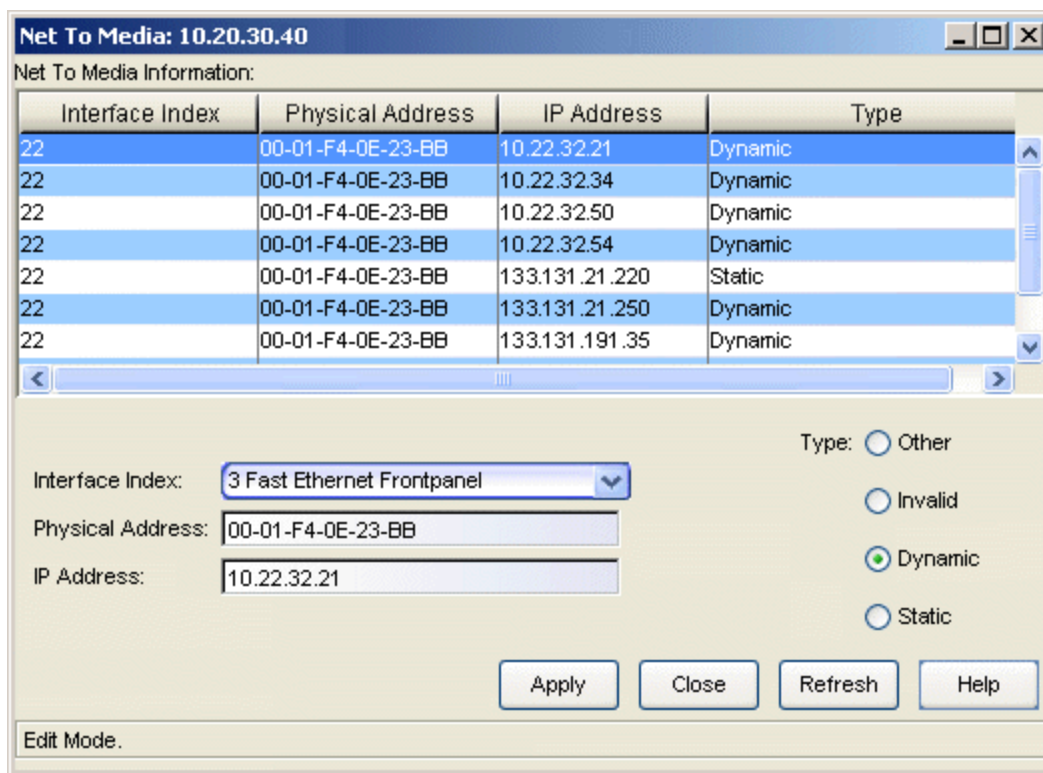 Net To Media: 10.20.30.40
Net To Media Information:
Interface Index Physical Address IP Address Type
22 00-01-F4-0E-23-BB 10.22.32.21 Dynamic
22 00-01-F4-0E-23-BB 10.22.32.34 Dynamic
22 00-01-F4-0E-23-BB 10.22.32.50 Dynamic
22 00-01-F4-0E-23-BB 10.22.32.54 Dynamic
22 00-01-F4-0E-23-BB 133.131.21.220 Static
22 00-01-F4-0E-23-BB 133.131.21.250 Dynamic
22 00-01-F4-0E-23-BB 133.131.191.35 Dynamic
Type: Other
Interface Index: 3 Fast Ethernet Frontpanel
Invalid
Physical Address: 00-01-F4-0E-23-BB
Dynamic
IP Address: 10.22.32.21
Static
Apply Close Refresh Help
Edit Mode.